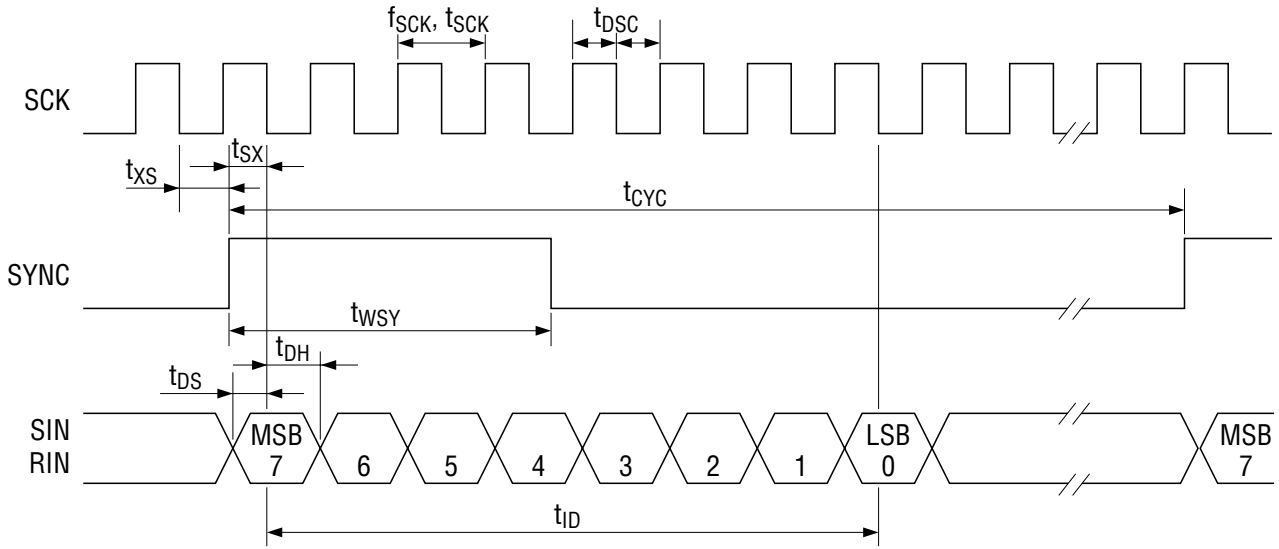 fSCK, tSCK
tDSC
SCK
tSX
tXS
tCYC
SYNC
tWSY
tDH
tDS
SIN
RIN
MSB
7
6
5
4
3
2
1
LSB
0
MSB
7
tID